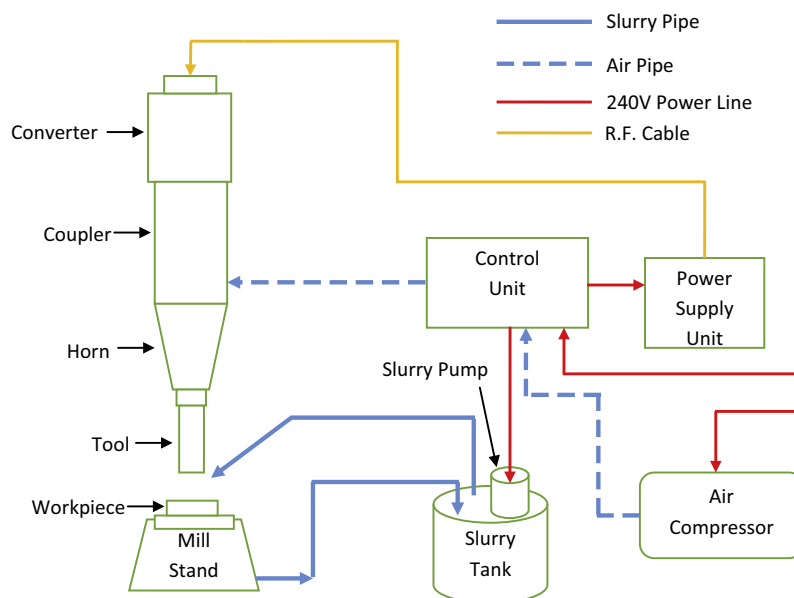 Slurry Pipe
Air Pipe
240V Power Line
R.F. Cable
Converter
Coupler
Control
Unit
Power
Supply
Unit
Horn
Slurry Pump
Tool
Workpiece
Mill
Stand
Slurry
Tank
Air
Compressor